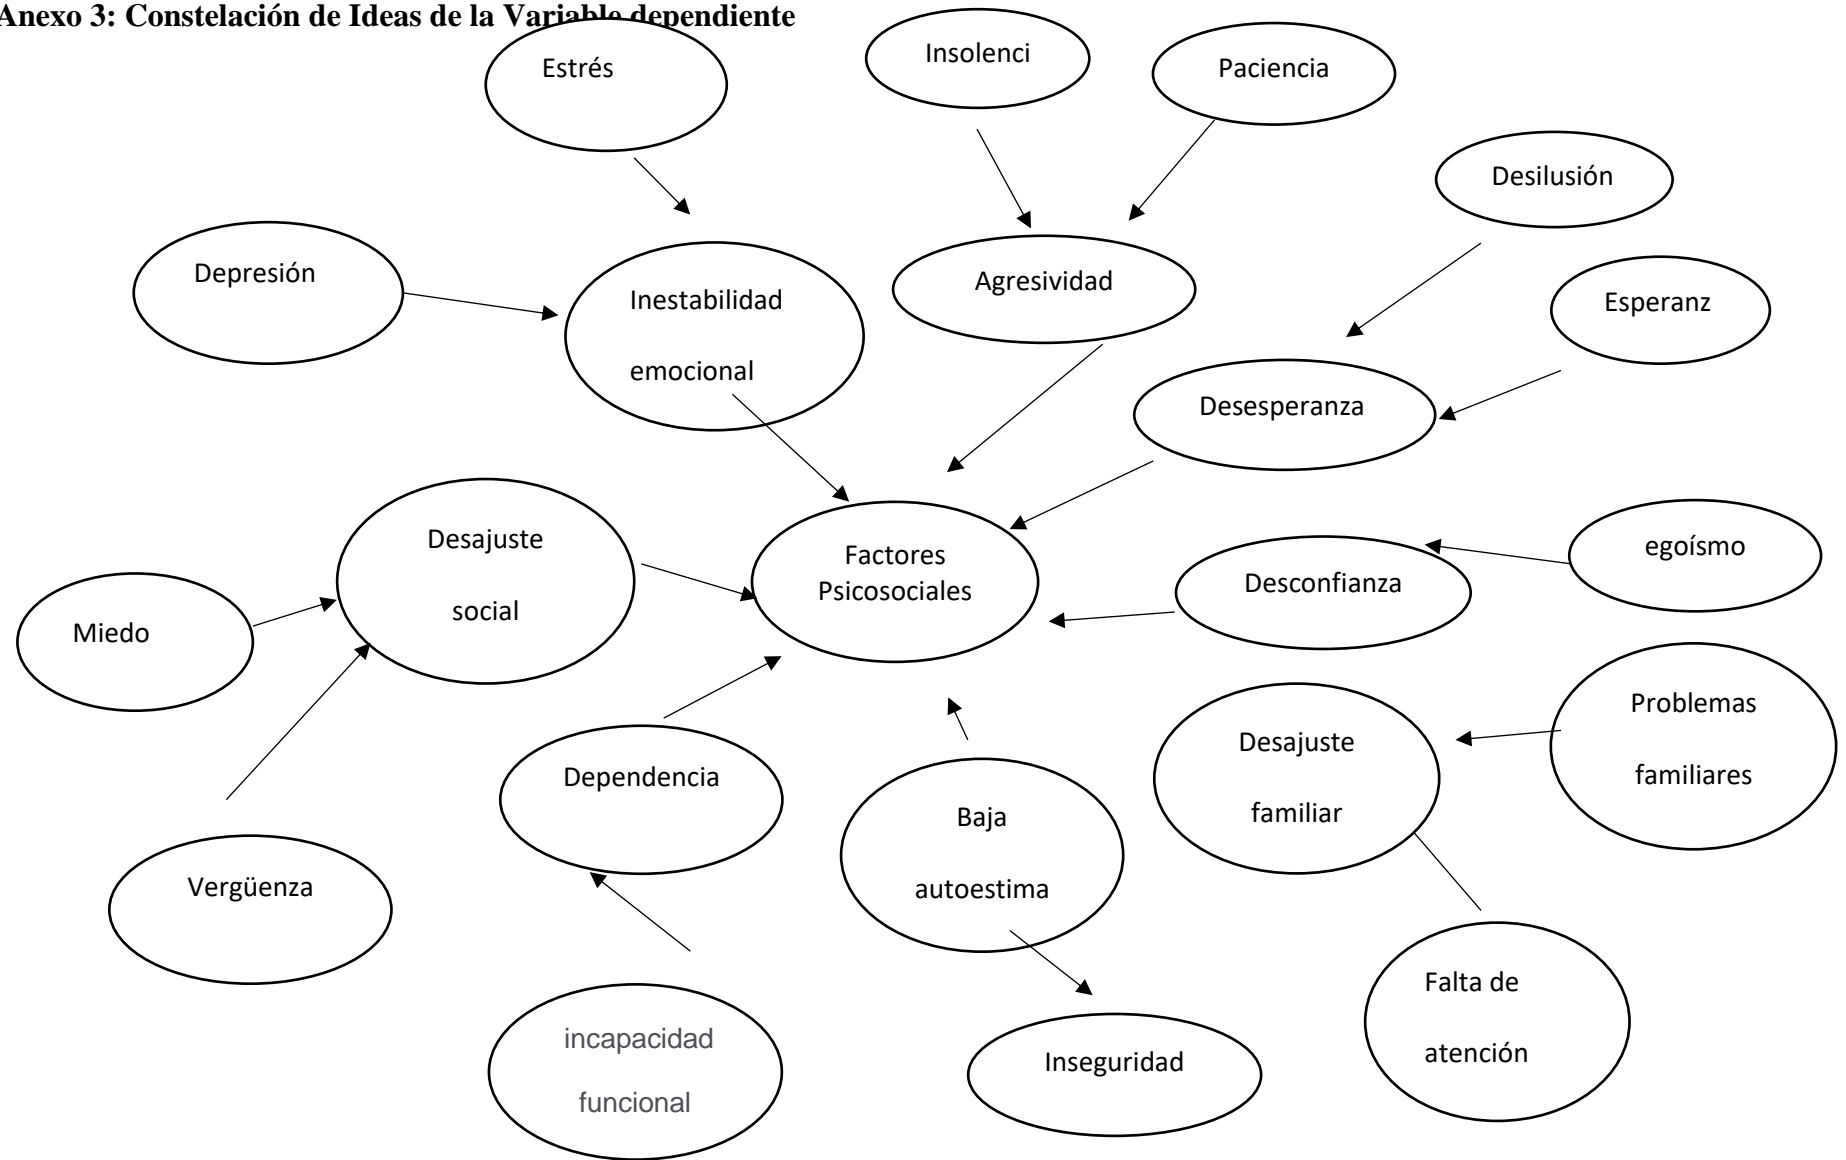 Anexo 3: Constelación de Ideas de la Variable dependiente
Estrés
Insolenci
Paciencia
Desilusión
Depresión
Inestabilidad
emocional
Agresividad
Esperanz
Desesperanza
Desajuste
social
Factores
Psicosociales
Desconfianza
egoísmo
Miedo
Problemas
familiares
Desajuste
familiar
Dependencia
Baja
autoestima
Vergüenza
Falta de
atención
incapacidad
funcional
Inseguridad